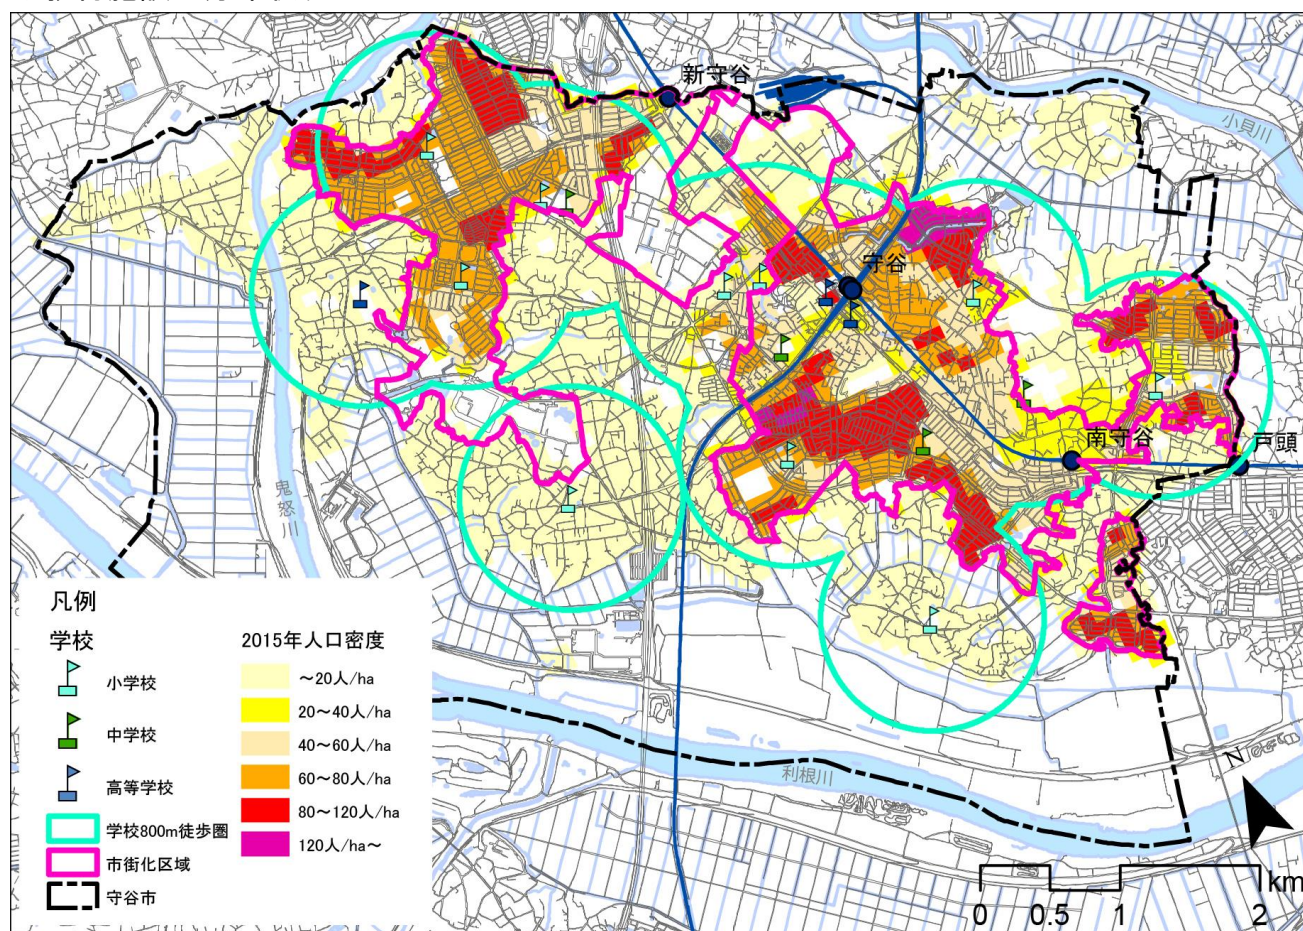 新守谷
小貝川
守谷
南守谷
戸頭
鬼怒川
利根川
凡例
学校
小学校
中学校
高等学校
学校800m徒歩圏
市街化区域
守谷市
2015年人口密度
~20人/ha
20~40人/ha
40~60人/ha
60~80人/ha
80~120人/ha
120人/ha~
N
km
0 0.5 1 2